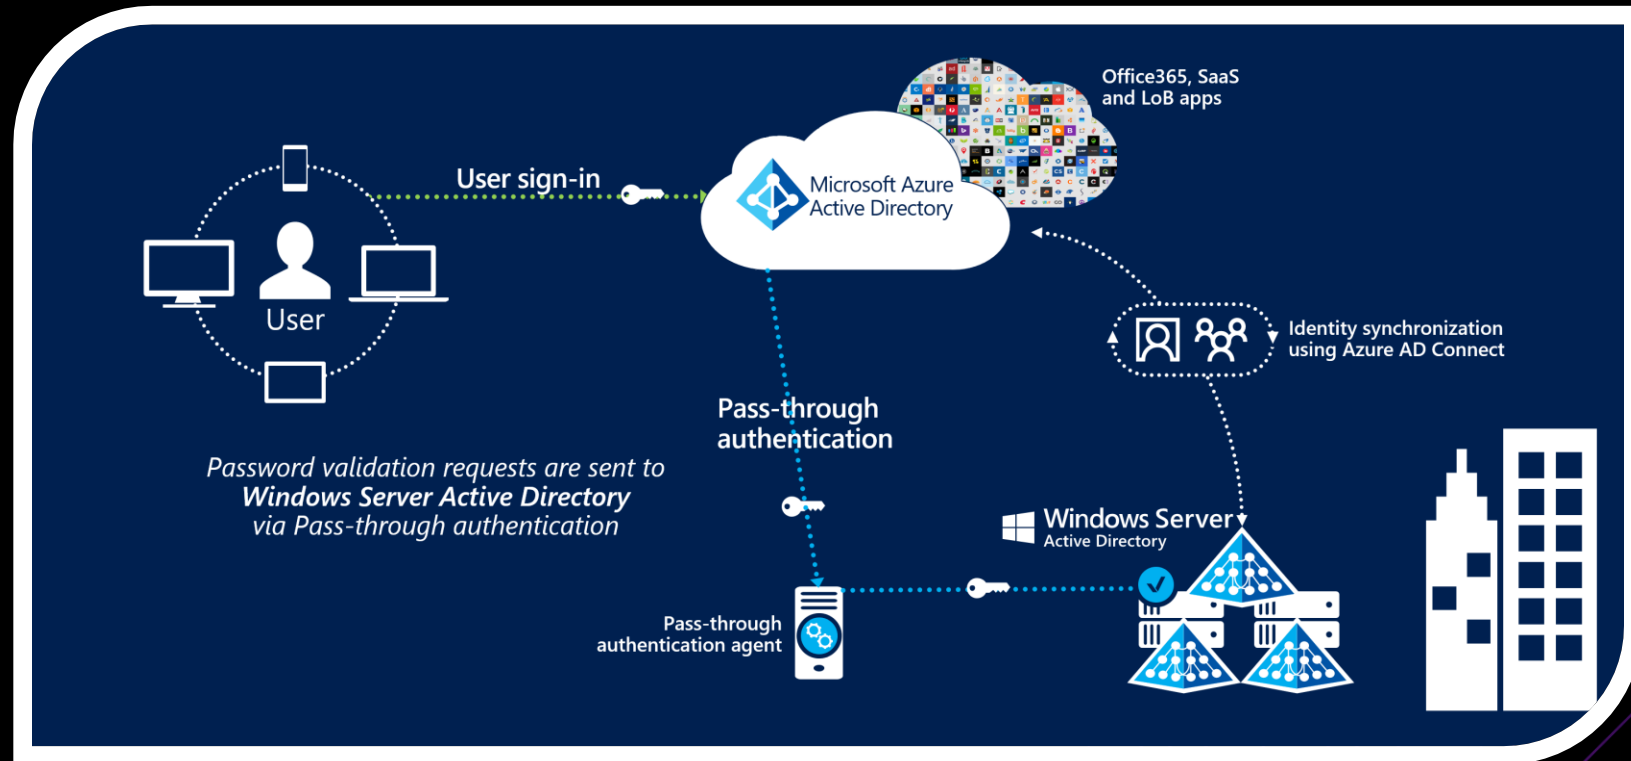 Office365, SaaS
and LoB apps
User sign-in
Microsoft Azure
Active Directory
User
Identity synchronization
using Azure AD Connect
Pass-through
authentication
Password validation requests are sent to
Windows Server Active Directory
via Pass-through authentication
Windows Server
Active Directory
Pass-through
authentication agent